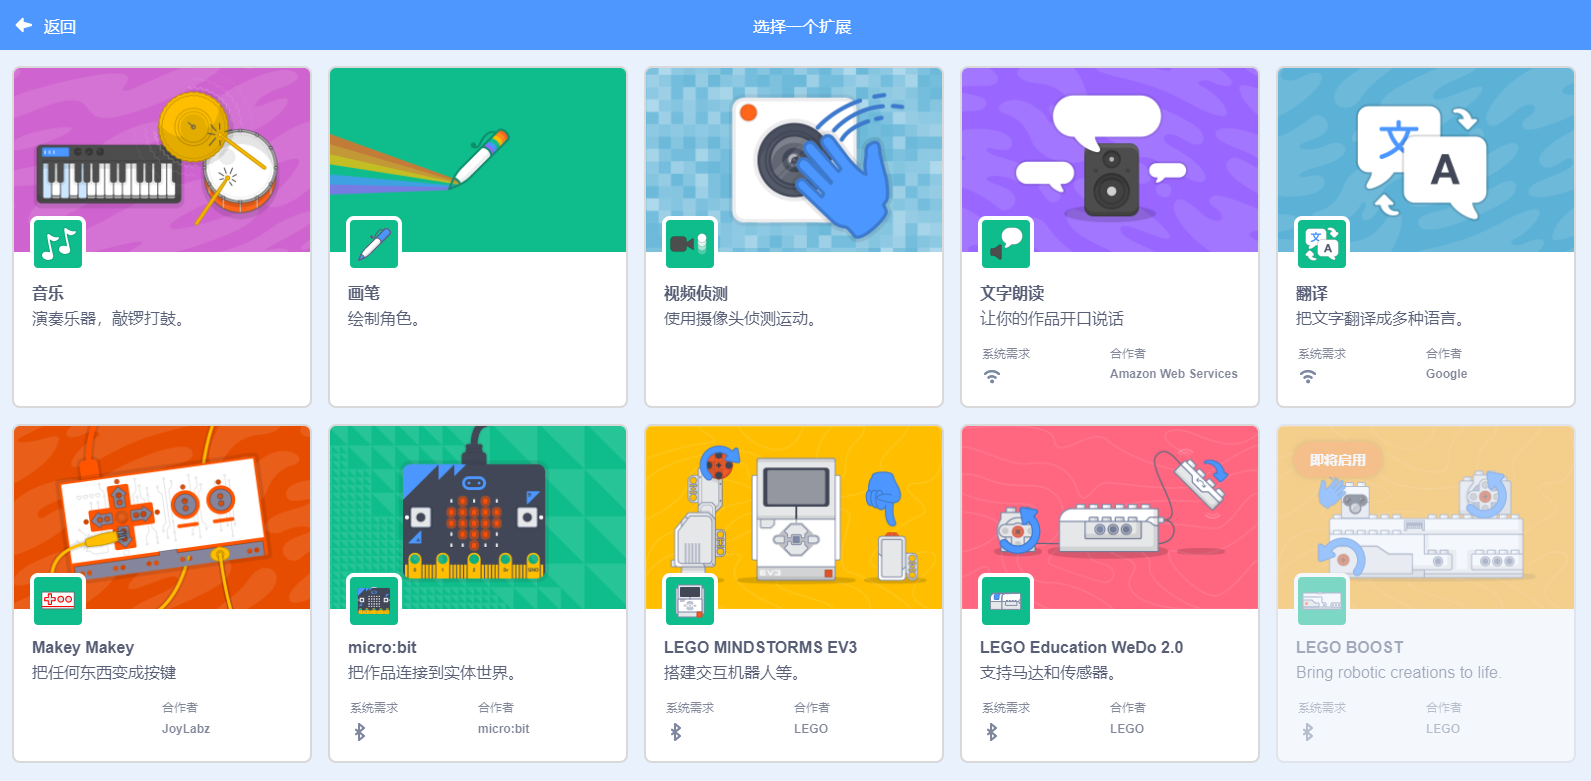 返回
选择一个扩展
文
A
文
A
音乐
演奏乐器，敲锣打鼓。
画笔
绘制角色。
视频侦测
使用摄像头侦测运动。
文字朗读
让你的作品开口说话
系统需求
合作者
Amazon Web Services
翻译
把文字翻译成多种语言。
系统需求
合作者
Google
EV3
即将启用
Makey Makey
把任何东西变成按键
合作者
JoyLabz
micro:bit
把作品连接到实体世界。
系统需求
合作者
micro:bit
LEGO MINDSTORMS EV3
搭建交互机器人等。
系统需求
合作者
LEGO
LEGO Education WeDo 2.0
支持马达和传感器。
系统需求
合作者
LEGO
LEGO BOOST
Bring robotic creations to life.
系统需求
合作者
LEGO